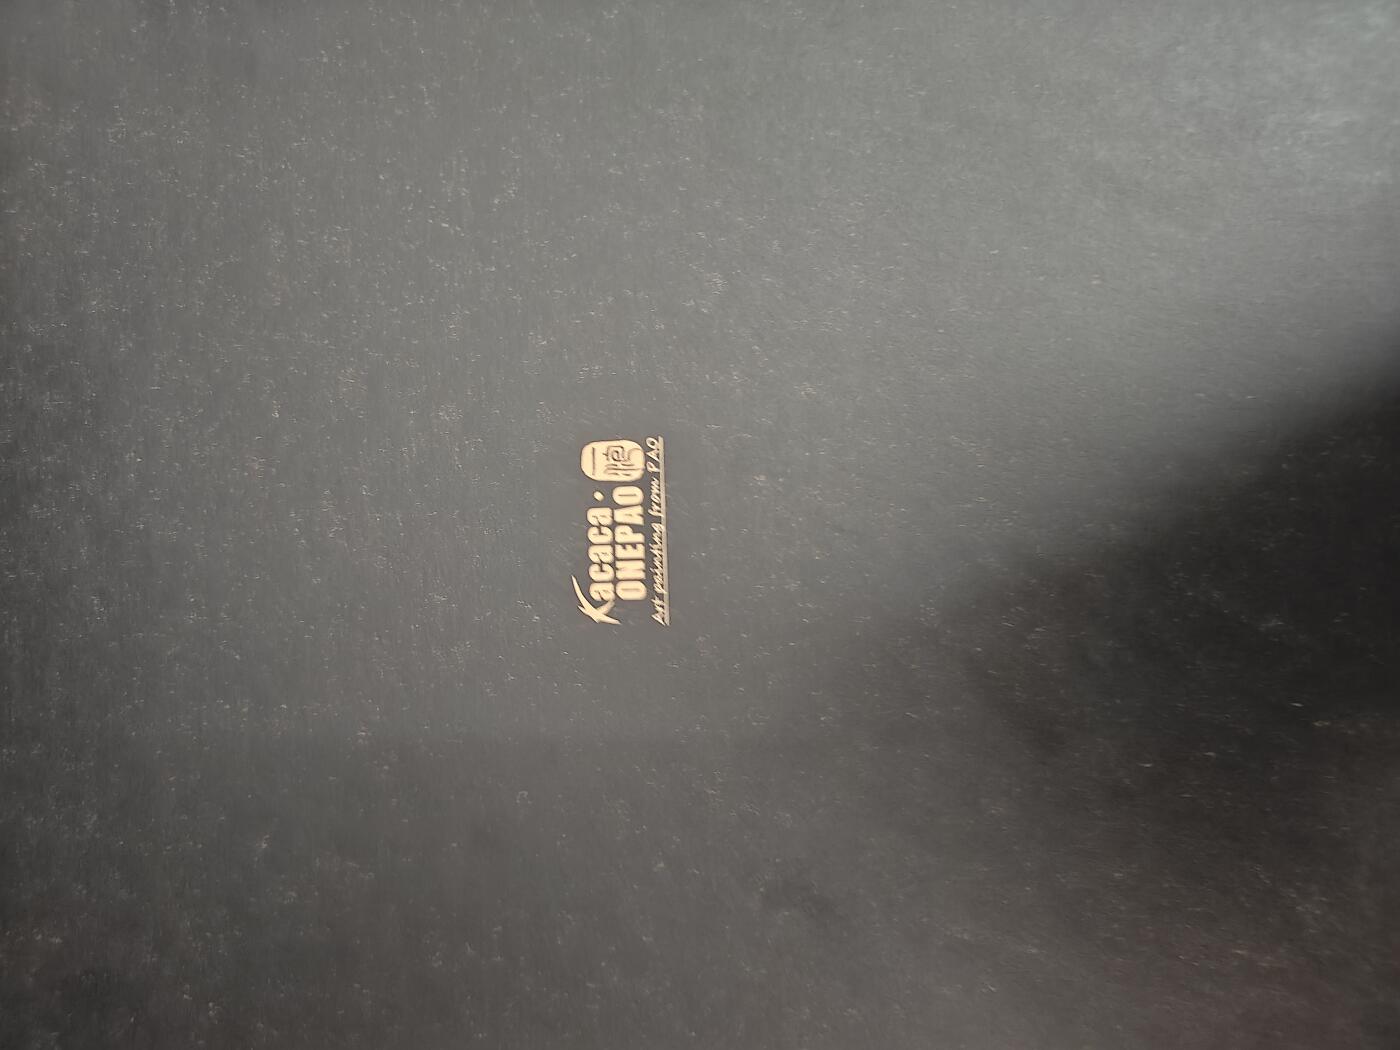 Kacaca·
ONEPAO
Art painting from PAO